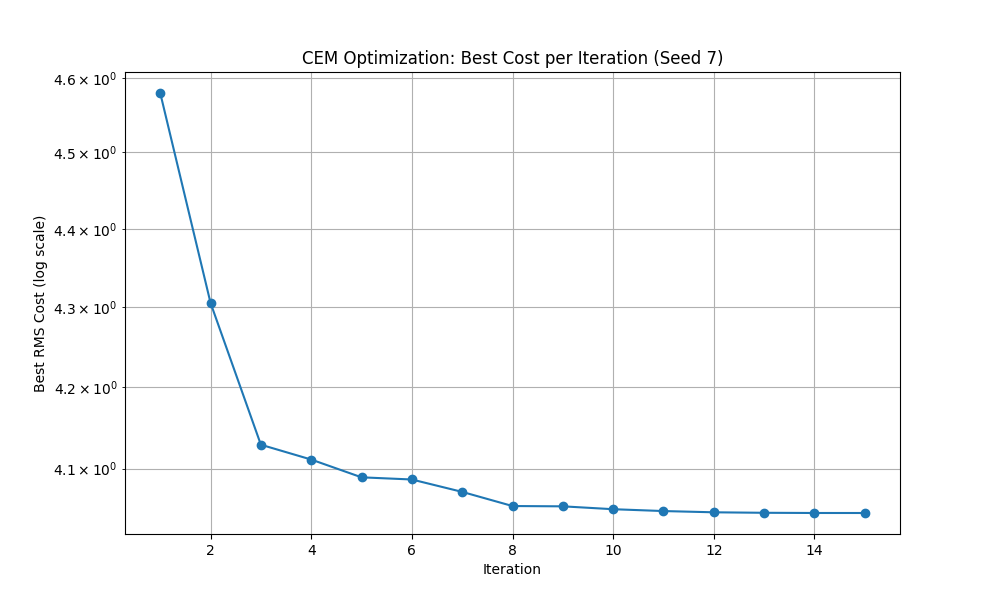 CEM Optimization: Best Cost per Iteration (Seed 7)
4.6 × 10⁰
4.5 × 10⁰
4.4 × 10⁰
4.3 × 10⁰
4.2 × 10⁰
4.1 × 10⁰
Best RMS Cost (log scale)
2 4 6 8 10 12 14
Iteration